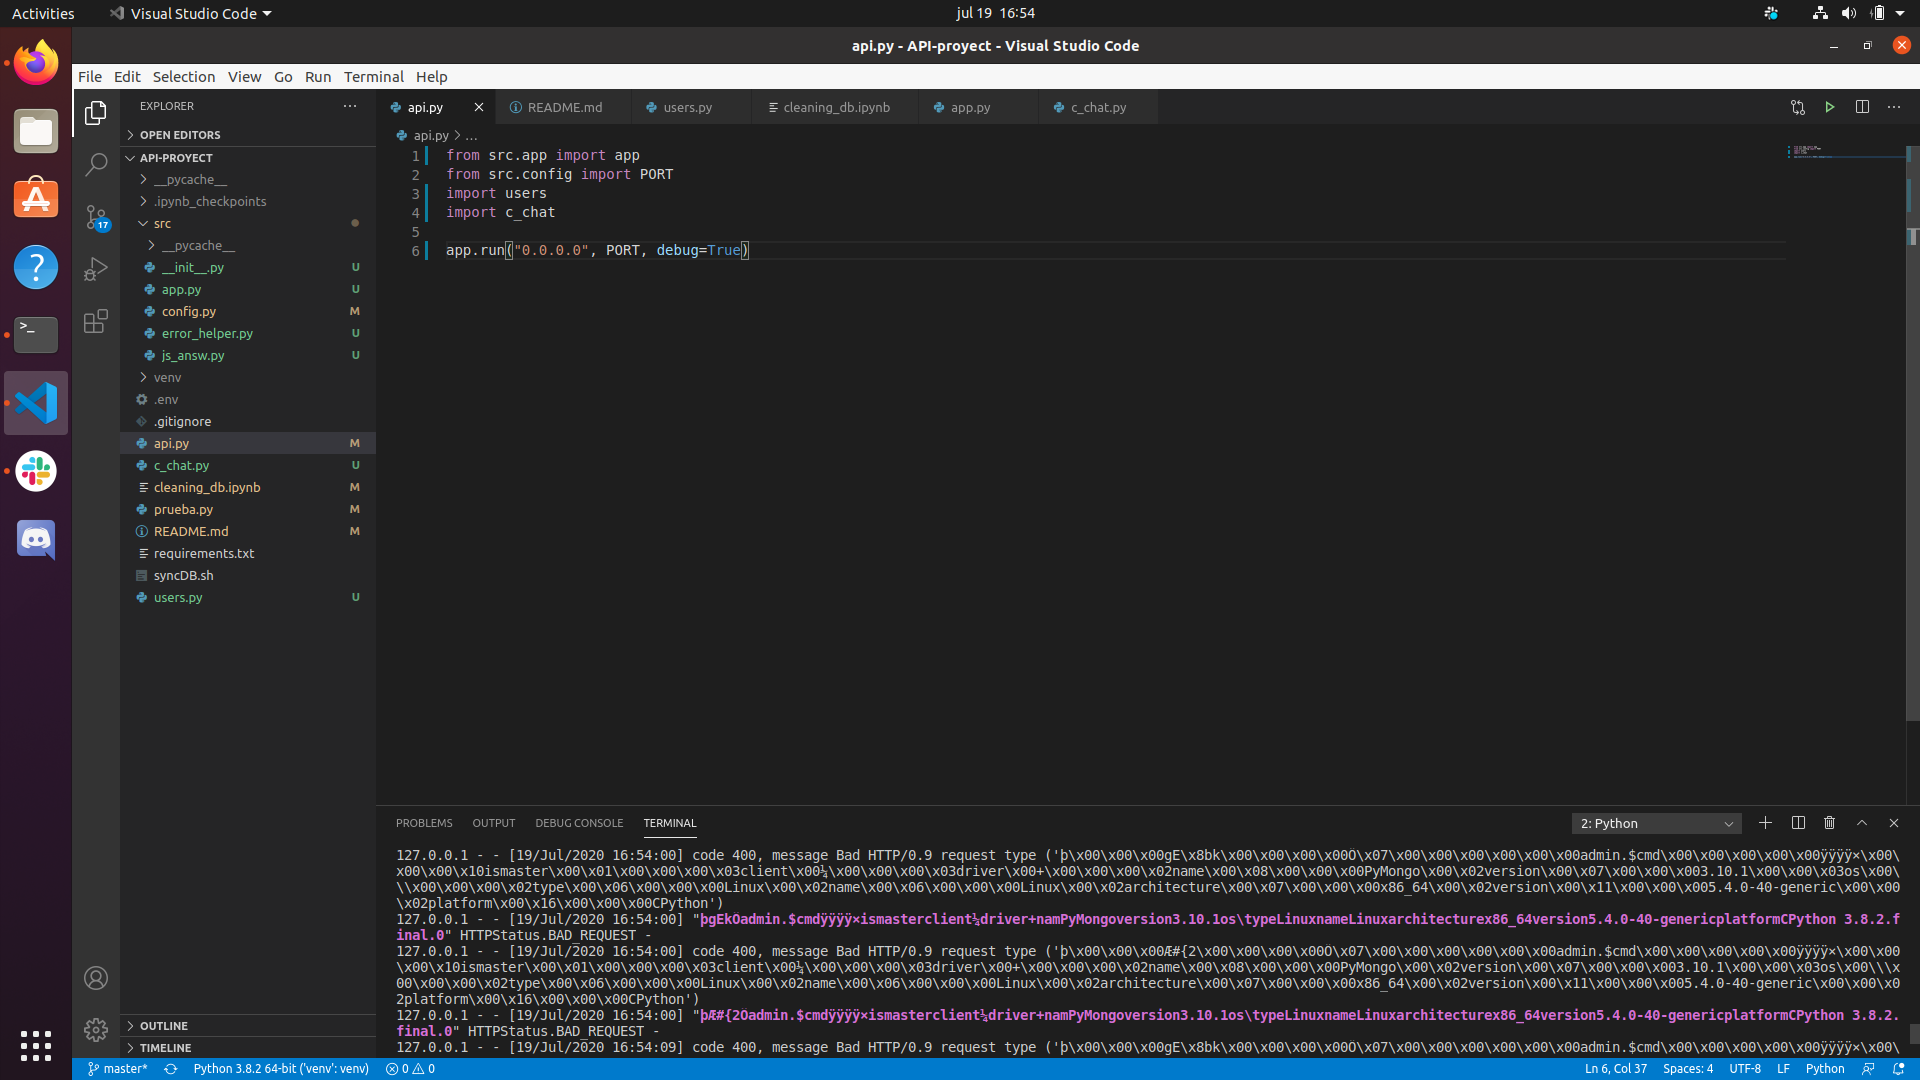 Activities
Visual Studio Code
jul 19 16:54
api.py - API-proyect - Visual Studio Code
File Edit Selection View Go Run Terminal Help
EXPLORER
OPEN EDITORS
API-PROYECT
__pycache__
.ipynb_checkpoints
src
__pycache__
__init__.py U
app.py U
config.py M
error_helper.py U
js_answ.py U
venv
.env
.gitignore
api.py M
c_chat.py U
cleaning_db.ipynb M
prueba.py M
README.md M
requirements.txt
syncDB.sh
users.py U
OUTLINE
TIMELINE
17
api.py README.md users.py cleaning_db.ipynb app.py c_chat.py
api.py > ...
1 from src.app import app
2 from src.config import PORT
3 import users
4 import c_chat
5
6 app.run("0.0.0.0", PORT, debug=True)
PROBLEMS OUTPUT DEBUG CONSOLE TERMINAL
2: Python
127.0.0.1 - - [19/Jul/2020 16:54:00] code 400, message Bad HTTP/0.9 request type ('þ\x00\x00\x00gE\x8bk\x00\x00\x00\x00Ô\x07\x00\x00\x00\x00\x00\x00admin.$cmd\x00\x00\x00\x00\x00ÿÿÿÿ×\x00\
x00\x00\x10ismaster\x00\x01\x00\x00\x00\x03client\x00¼\x00\x00\x00\x03driver\x00+\x00\x00\x00\x02name\x00\x08\x00\x00\x00PyMongo\x00\x02version\x00\x07\x00\x00\x003.10.1\x00\x00\x03os\x00\
\\x00\x00\x00\x02type\x00\x06\x00\x00\x00Linux\x00\x02name\x00\x06\x00\x00\x00Linux\x00\x02architecture\x00\x07\x00\x00\x00x86_64\x00\x02version\x00\x11\x00\x00\x005.4.0-40-generic\x00\x00
\x02platform\x00\x16\x00\x00\x00CPython')
127.0.0.1 - - [19/Jul/2020 16:54:00] "þgEkÔadmin.$cmdÿÿÿÿ×ismasterclient¼driver+namPyMongoversion3.10.1os\typeLinuxnameLinuxarchitecturex86_64version5.4.0-40-genericplatformCPython 3.8.2.f
inal.0" HTTPStatus.BAD_REQUEST -
127.0.0.1 - - [19/Jul/2020 16:54:00] code 400, message Bad HTTP/0.9 request type ('þ\x00\x00\x00Æ#{2\x00\x00\x00\x00Ô\x07\x00\x00\x00\x00\x00\x00admin.$cmd\x00\x00\x00\x00\x00ÿÿÿÿ×\x00\x00
\x00\x10ismaster\x00\x01\x00\x00\x00\x03client\x00¼\x00\x00\x00\x03driver\x00+\x00\x00\x00\x02name\x00\x08\x00\x00\x00PyMongo\x00\x02version\x00\x07\x00\x00\x003.10.1\x00\x00\x03os\x00\\\x
00\x00\x00\x02type\x00\x06\x00\x00\x00Linux\x00\x02name\x00\x06\x00\x00\x00Linux\x00\x02architecture\x00\x07\x00\x00\x00x86_64\x00\x02version\x00\x11\x00\x00\x005.4.0-40-generic\x00\x00\x0
2platform\x00\x16\x00\x00\x00CPython')
127.0.0.1 - - [19/Jul/2020 16:54:00] "þÆ#{2Ôadmin.$cmdÿÿÿÿ×ismasterclient¼driver+namPyMongoversion3.10.1os\typeLinuxnameLinuxarchitecturex86_64version5.4.0-40-genericplatformCPython 3.8.2.
final.0" HTTPStatus.BAD_REQUEST -
127.0.0.1 - - [19/Jul/2020 16:54:09] code 400, message Bad HTTP/0.9 request type ('þ\x00\x00\x00gE\x8bk\x00\x00\x00\x00Ô\x07\x00\x00\x00\x00\x00\x00admin.$cmd\x00\x00\x00\x00\x00ÿÿÿÿ×\x00\
master* Python 3.8.2 64-bit ('venv': venv) 0 0
Ln 6, Col 37 Spaces: 4 UTF-8 LF Python